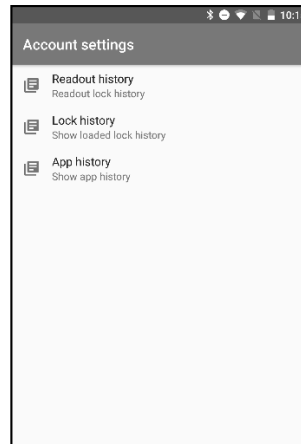 10:1
Account settings
Readout history
Readout lock history
Lock history
Show loaded lock history
App history
Show app history